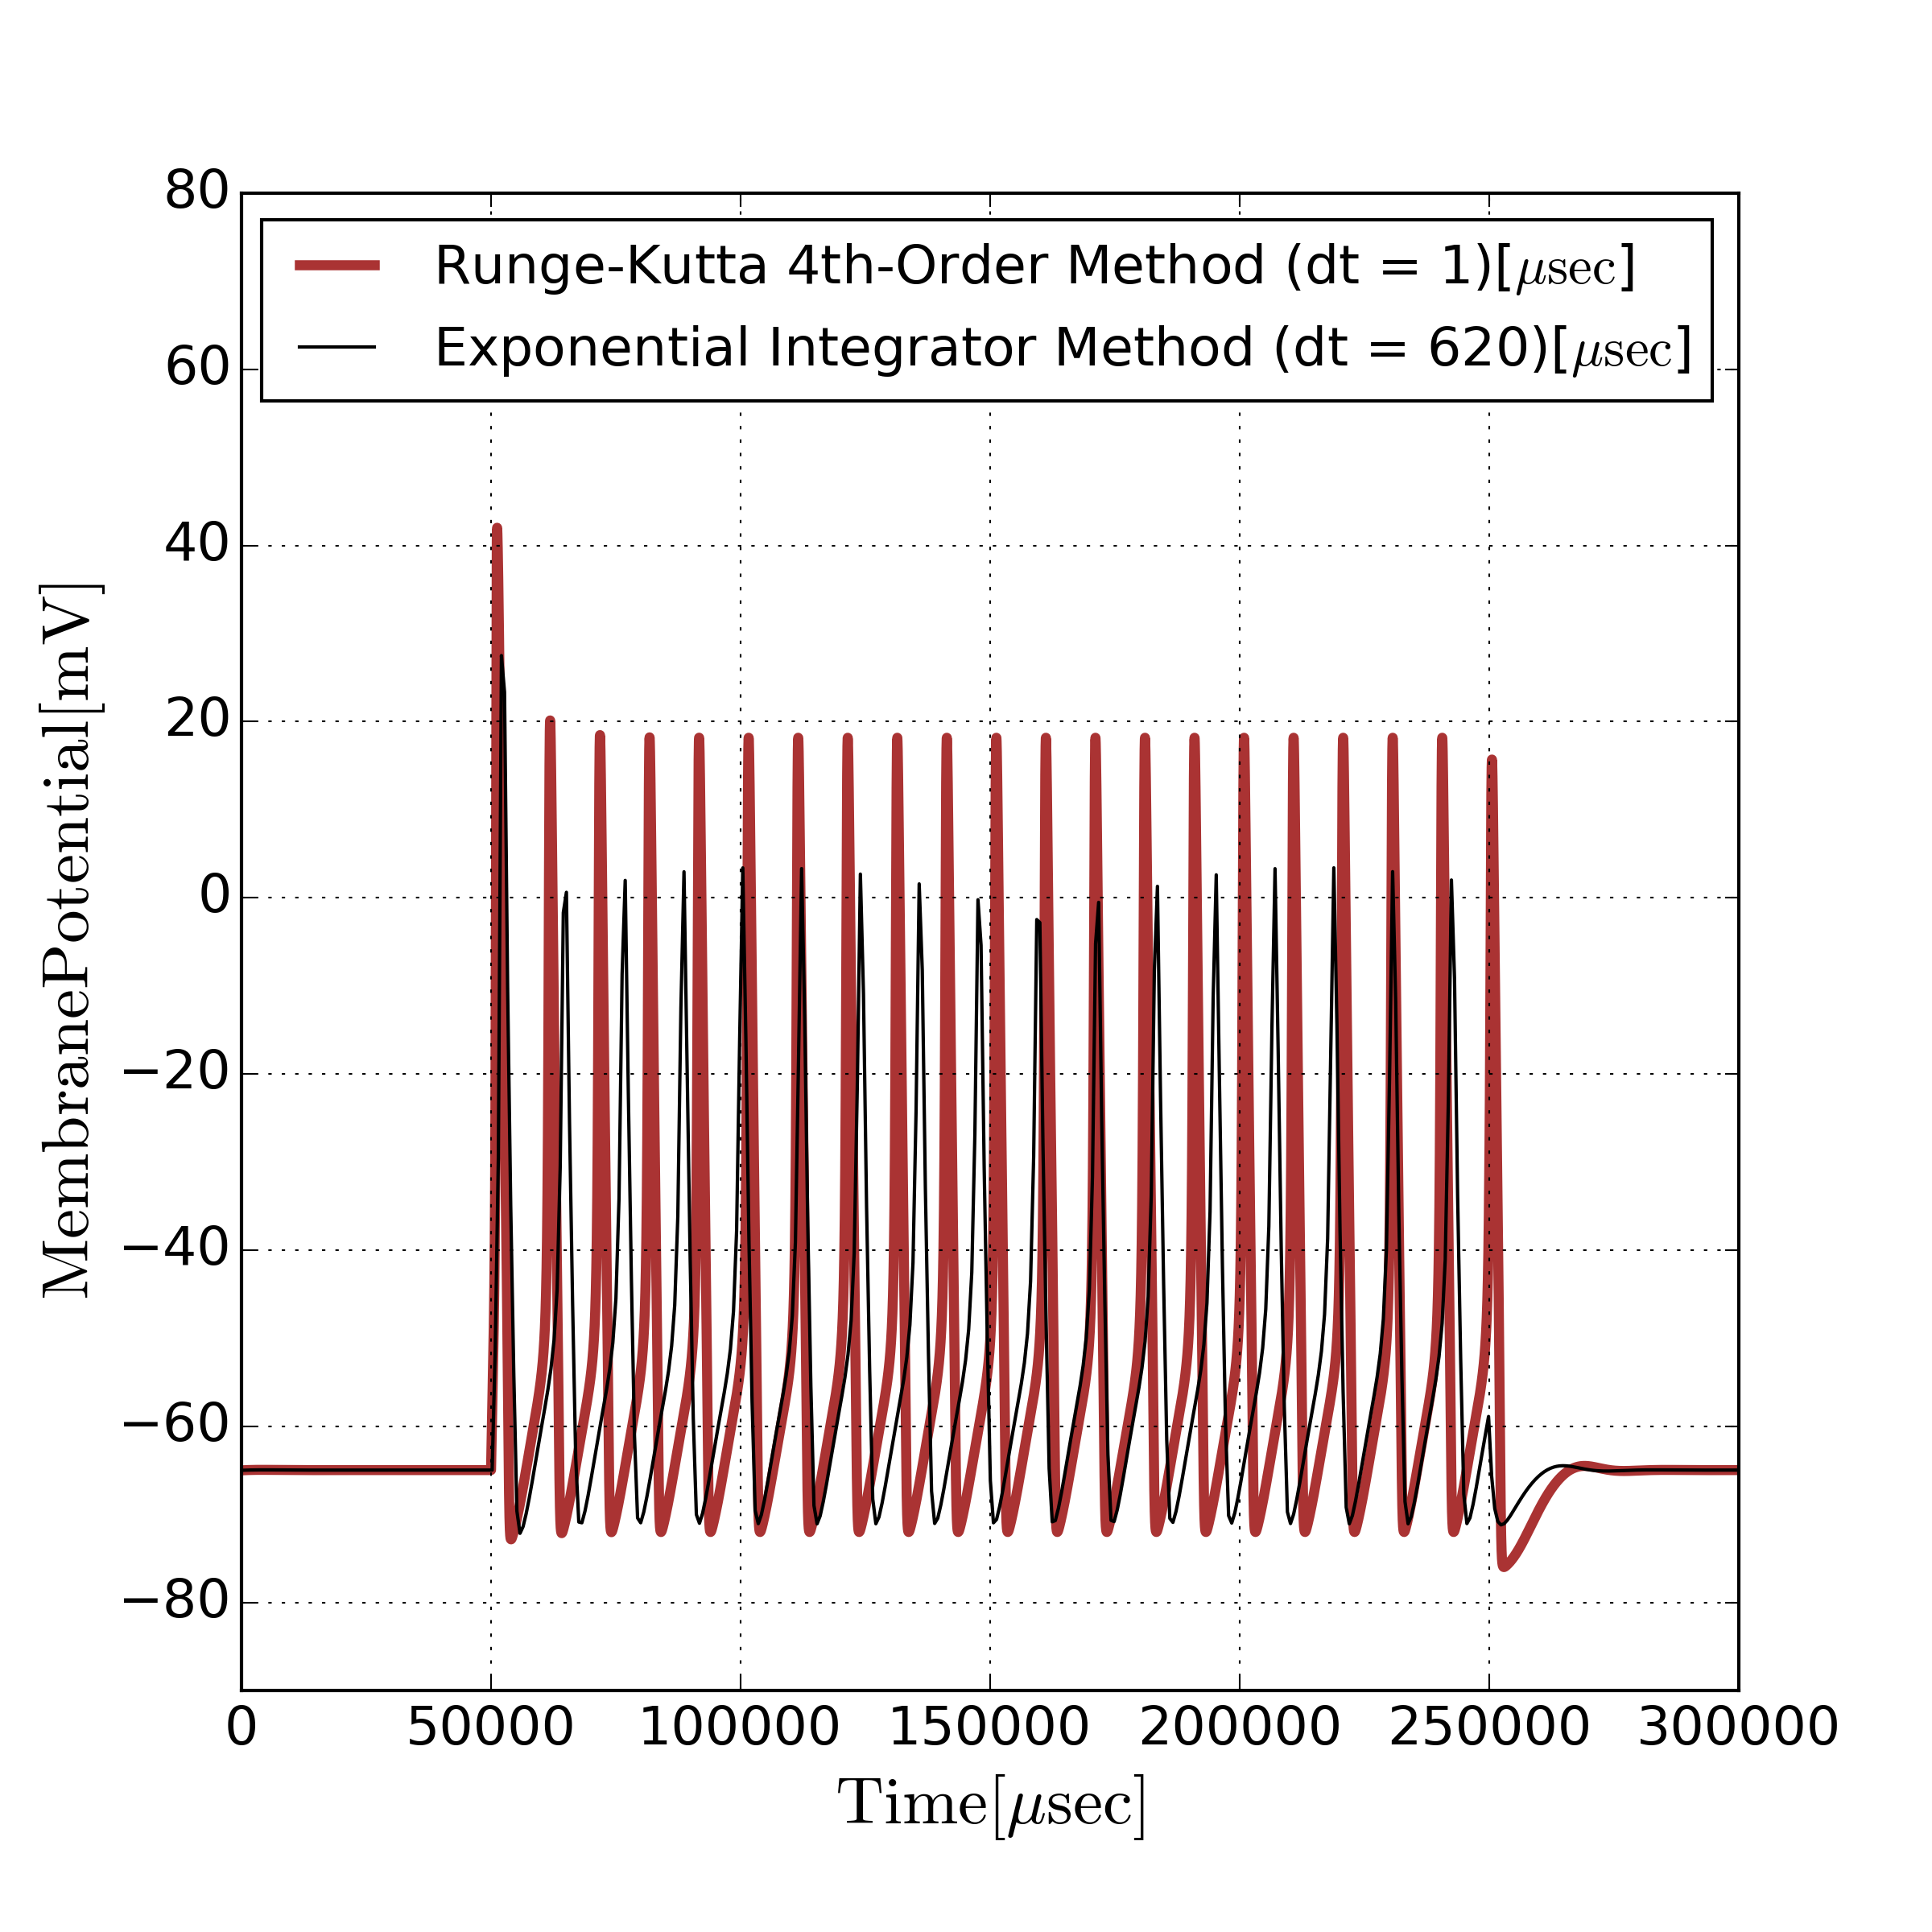 80
60
40
20
0
−20
−40
−60
−80
Runge-Kutta 4th-Order Method (dt = 1)[μsec]
Exponential Integrator Method (dt = 620)[μsec]
MembranePotential[mV]
0 50000 100000 150000 200000 250000 300000
Time[μsec]